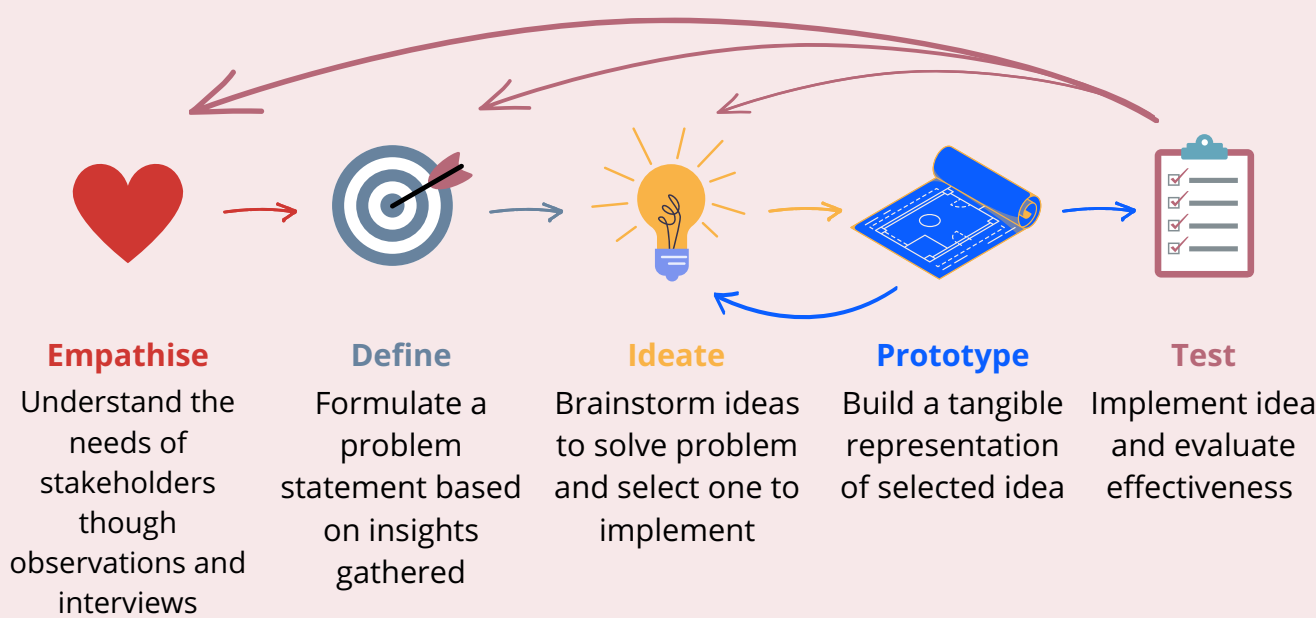 Empathise
Understand the
needs of
stakeholders
though
observations and
interviews
Define
Formulate a
problem
statement based
on insights
gathered
Ideate
Brainstorm ideas
to solve problem
and select one to
implement
Prototype
Build a tangible
representation
of selected idea
Test
Implement idea
and evaluate
effectiveness